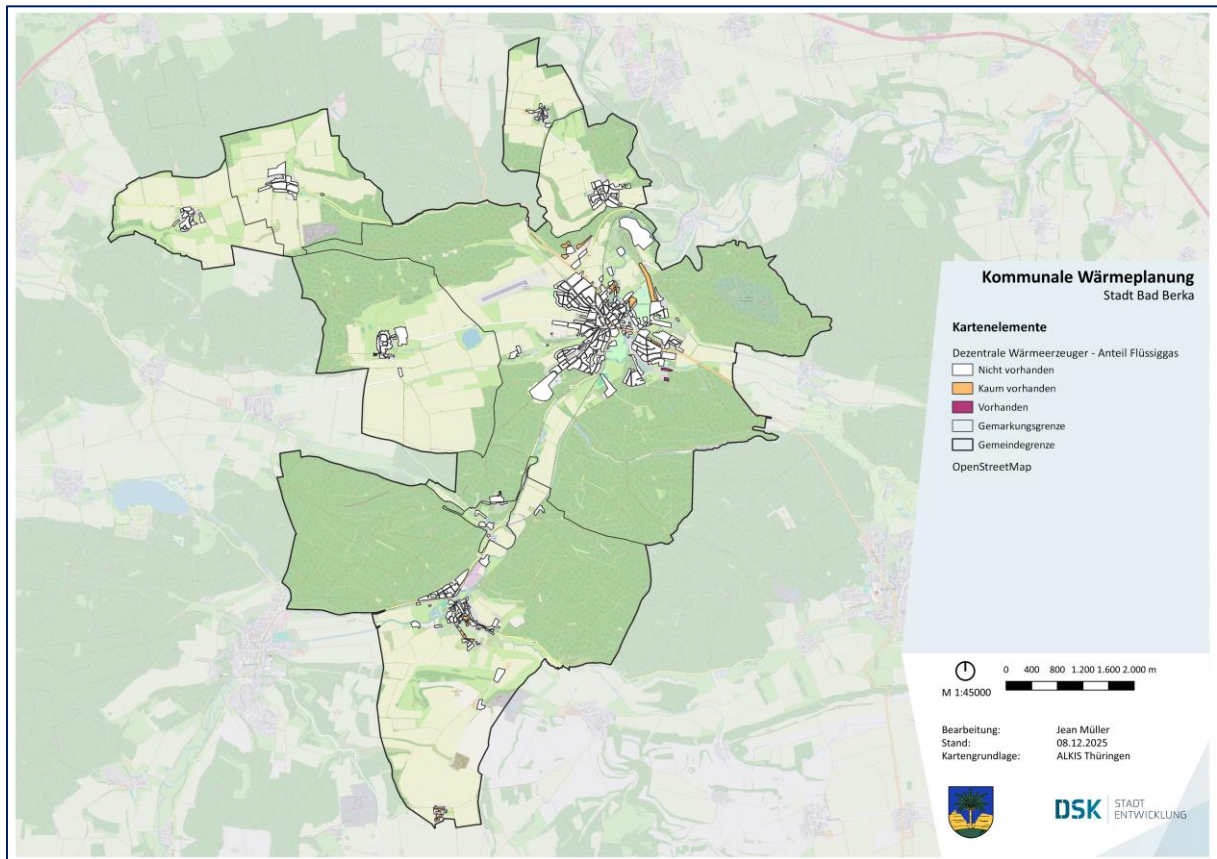 Kommunale Wärmeplanung
Stadt Bad Berka
Kartenelemente
Dezentrale Wärmeerzeuger - Anteil Flüssiggas
Nicht vorhanden
Kaum vorhanden
Vorhanden
Gemarkungsgrenze
Gemeindegrenze
OpenStreetMap
0 400 800 1.200 1.600 2.000 m
M 1:45000
Bearbeitung: Jean Müller
Stand: 08.12.2025
Kartengrundlage: ALKIS Thüringen
DSK STADT
ENTWICKLUNG